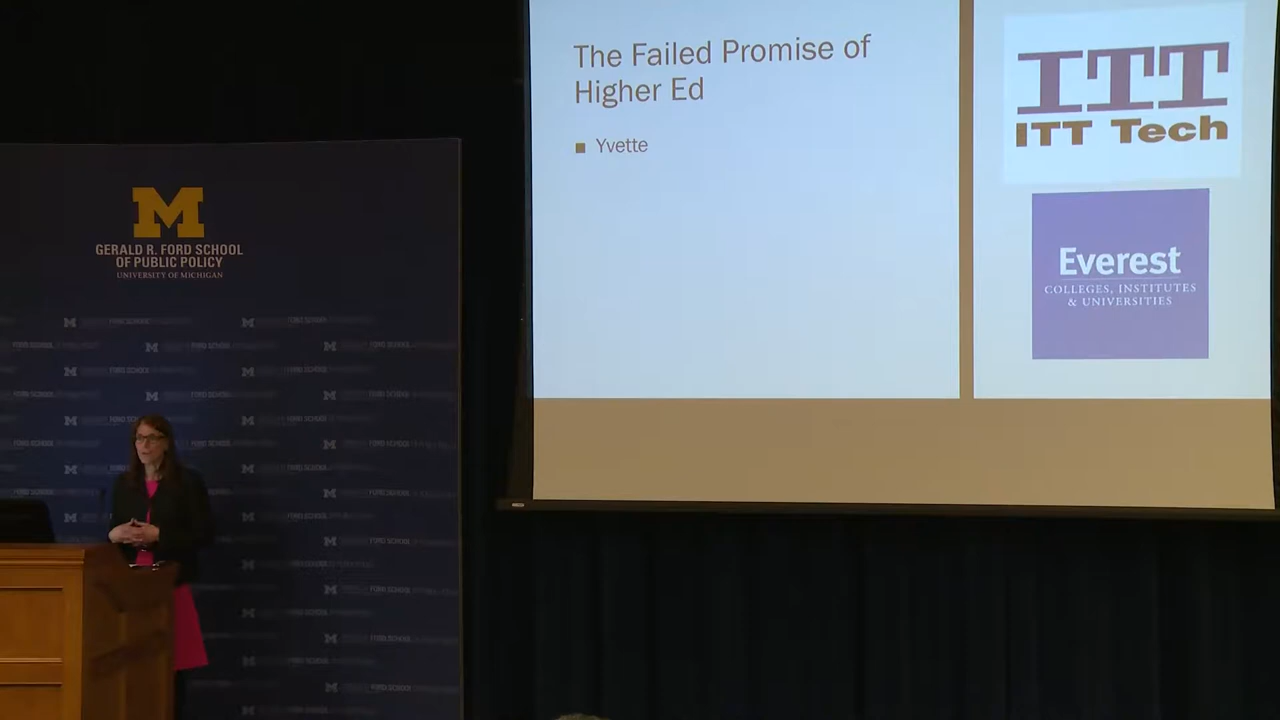 The Failed Promise of
Higher Ed
Yvette
ITT
ITT Tech
Everest
COLLEGES, INSTITUTES
& UNIVERSITIES
M
GERALD R. FORD SCHOOL
OF PUBLIC POLICY
UNIVERSITY OF MICHIGAN